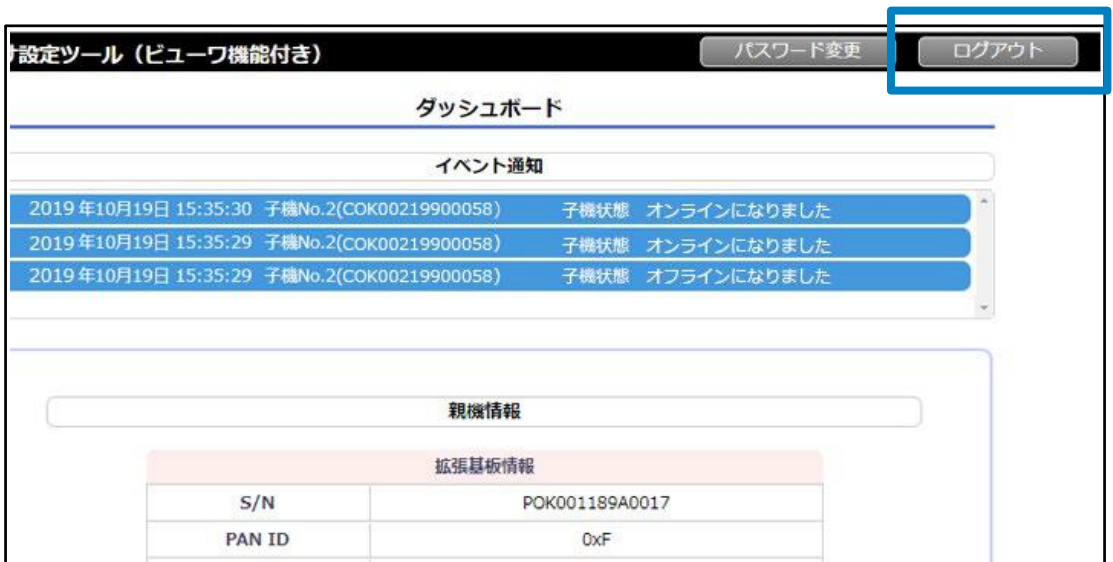 設定ツール（ビューワ機能付き） パスワード変更 ログアウト
ダッシュボード
イベント通知
2019年10月19日 15:35:30 子機No.2(COK00219900058) 子機状態 オンラインになりました
2019年10月19日 15:35:29 子機No.2(COK00219900058) 子機状態 オンラインになりました
2019年10月19日 15:35:29 子機No.2(COK00219900058) 子機状態 オフラインになりました
親機情報
拡張基板情報
S/N POK001189A0017
PAN ID 0xF